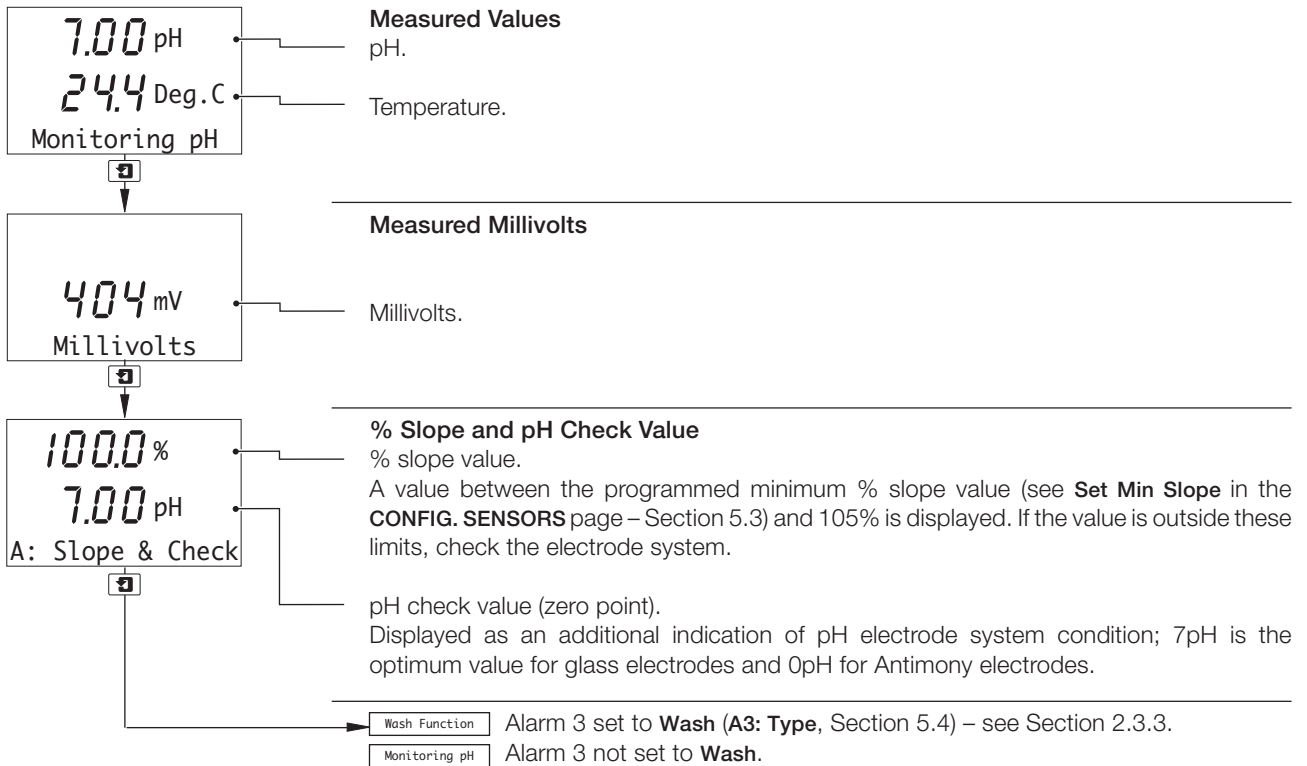 7.00 pH
24.4 Deg.C
Monitoring pH
Measured Values
pH.
Temperature.
404 mV
Millivolts
Measured Millivolts
Millivolts.
100.0 %
7.00 pH
A: Slope & Check
% Slope and pH Check Value
% slope value.
A value between the programmed minimum % slope value (see Set Min Slope in the
CONFIG. SENSORS page – Section 5.3) and 105% is displayed. If the value is outside these
limits, check the electrode system.
pH check value (zero point).
Displayed as an additional indication of pH electrode system condition; 7pH is the
optimum value for glass electrodes and 0pH for Antimony electrodes.
Wash Function Alarm 3 set to Wash (A3: Type, Section 5.4) – see Section 2.3.3.
Monitoring pH Alarm 3 not set to Wash.